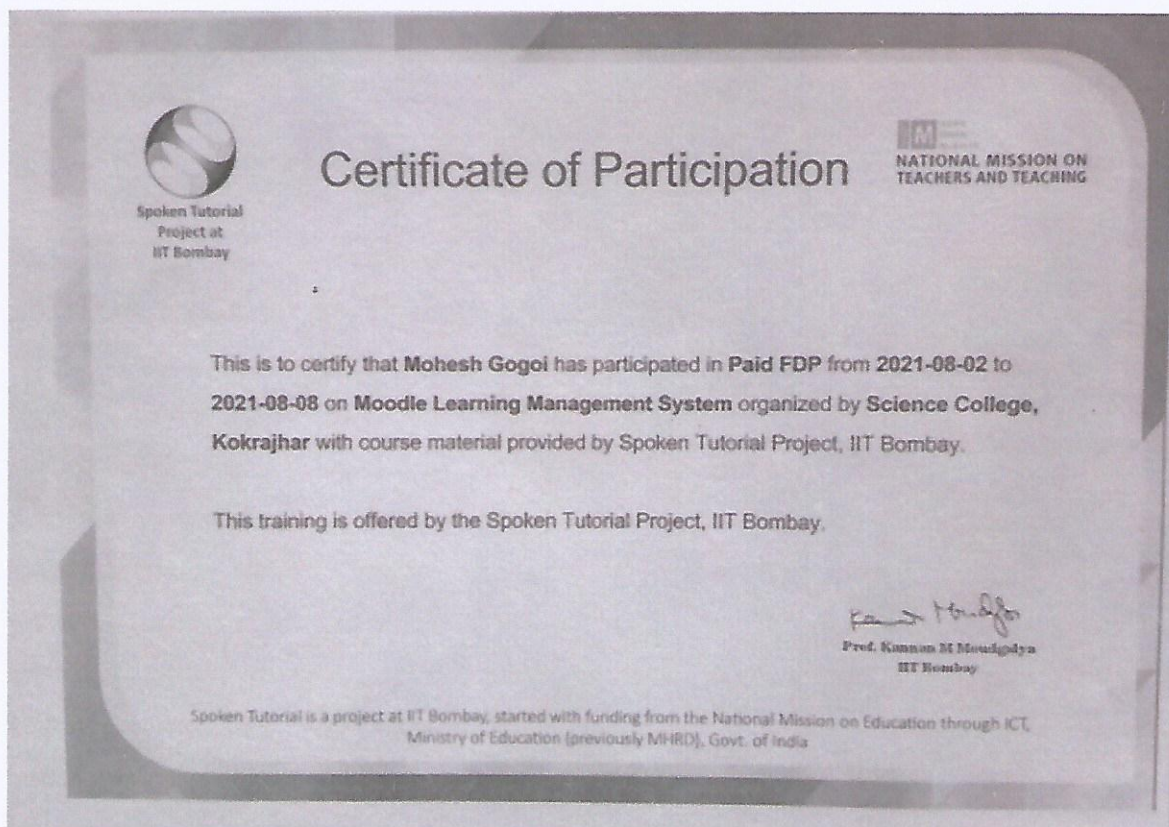 Spoken Tutorial
Project at
IIT Bombay
Certificate of Participation
M
NATIONAL MISSION ON
TEACHERS AND TEACHING
This is to certify that Mohesh Gogoi has participated in Paid FDP from 2021-08-02 to
2021-08-08 on Moodle Learning Management System organized by Science College,
Kokrajhar with course material provided by Spoken Tutorial Project, IIT Bombay.
This training is offered by the Spoken Tutorial Project, IIT Bombay.
Prof. Kannan M Moudgalya
IIT Bombay
Spoken Tutorial is a project at IIT Bombay, started with funding from the National Mission on Education through ICT,
Ministry of Education (previously MHRD), Govt. of India